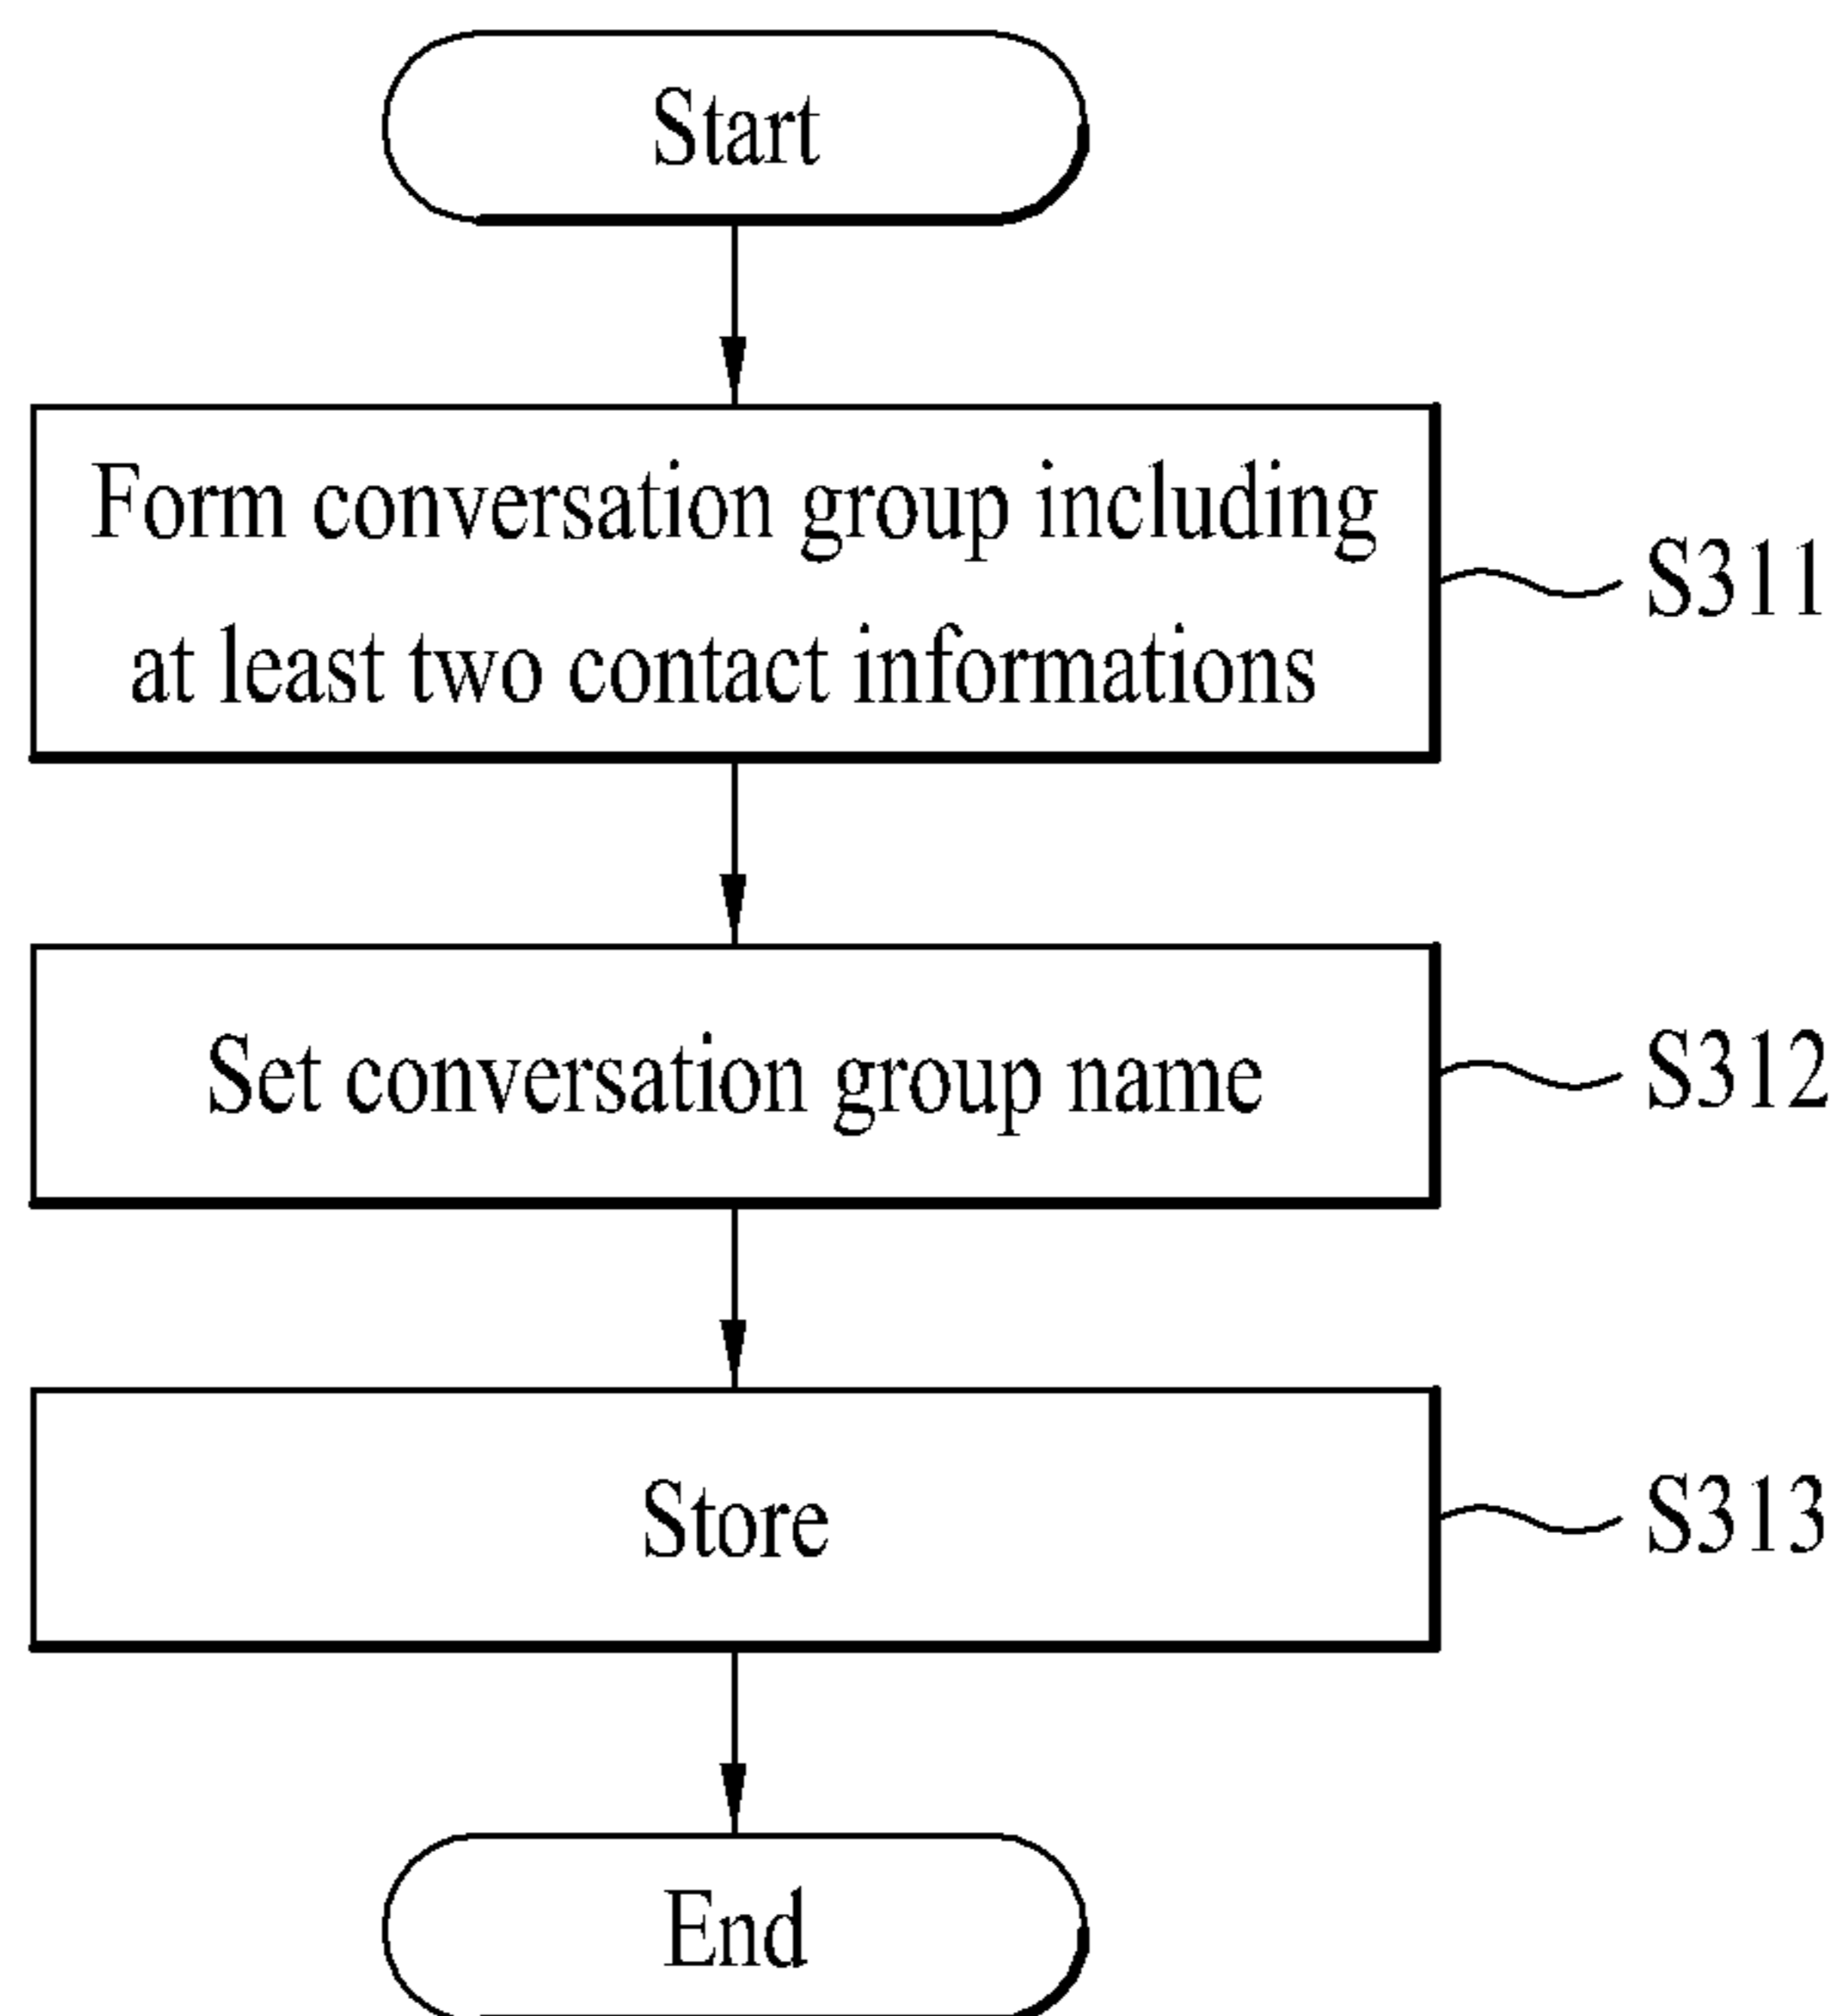 Start
Form conversation group including
at least two contact informations
S311
Set conversation group name
S312
Store
S313
End